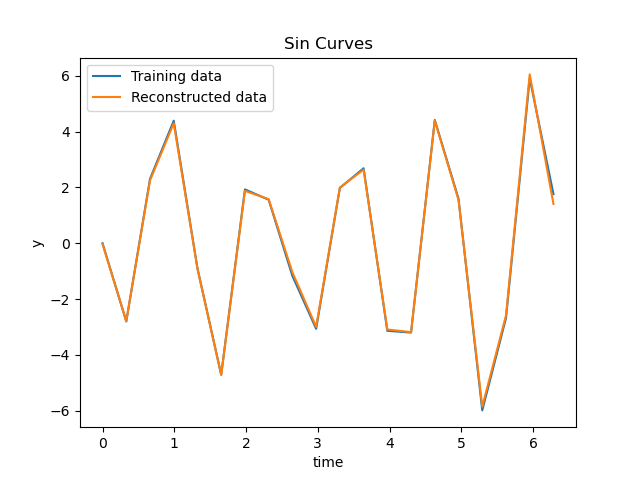 Sin Curves
Training data
Reconstructed data
6
4
2
0
−2
−4
−6
y
0 1 2 3 4 5 6
time